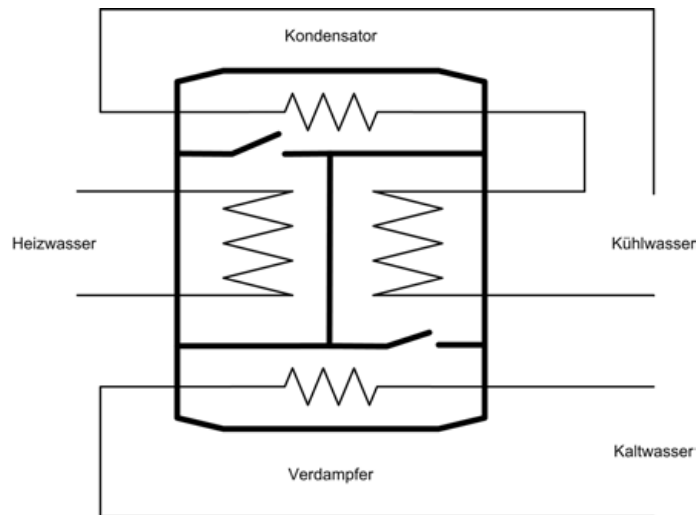 Kondensator
Heizwasser
Kühlwasser
Kaltwasser
Verdampfer